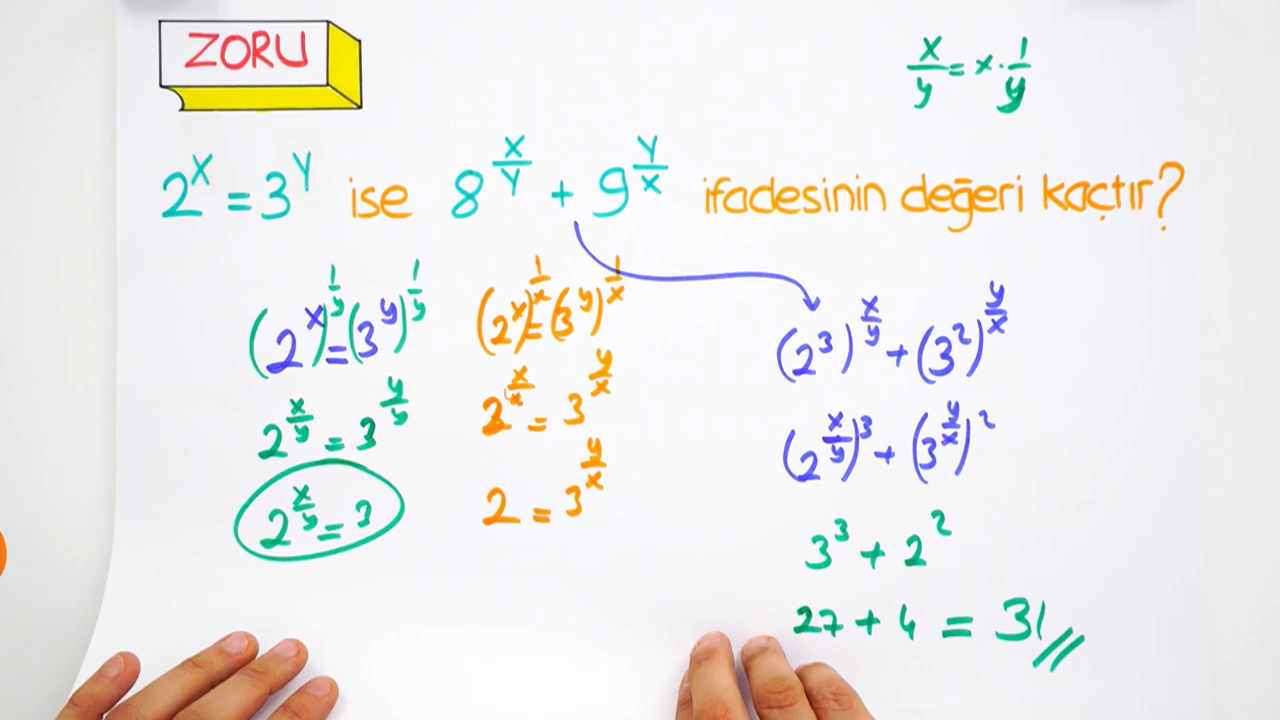 ZORU
x/y = x · 1/y
2^X = 3^Y ise 8^(X/Y) + 9^(Y/X) ifadesinin değeri kaçtır?
(2^x)^(1/y) = (3^y)^(1/y)
2^(x/y) = 3^(y/y)
2^(x/y) = 3
(2^x)^(1/x) = (3^y)^(1/x)
2^(x/x) = 3^(y/x)
2 = 3^(y/x)
(2^3)^(x/y) + (3^2)^(y/x)
(2^(x/y))^3 + (3^(y/x))^2
3^3 + 2^2
27 + 4 = 31